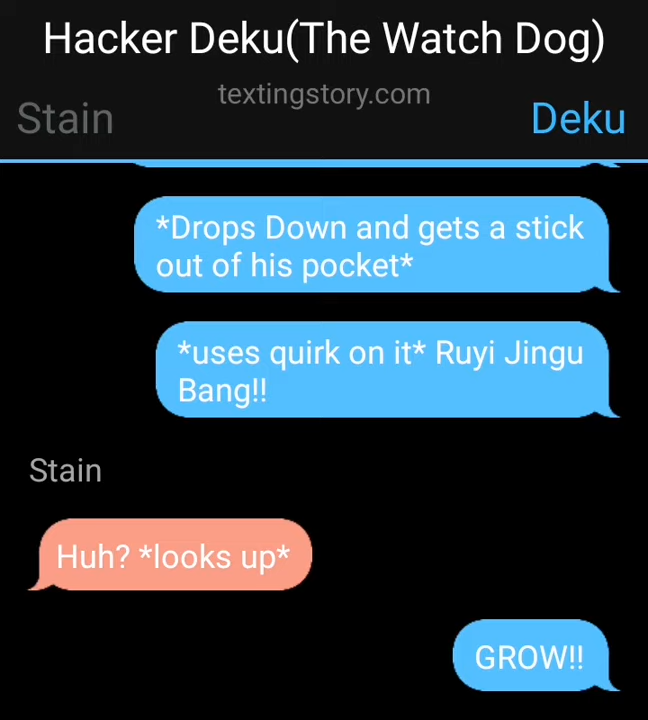 Hacker Deku(The Watch Dog)
textingstory.com
Stain
Deku
*Drops Down and gets a stick
out of his pocket*
*uses quirk on it* Ruyi Jingu
Bang!!
Stain
Huh? *looks up*
GROW!!